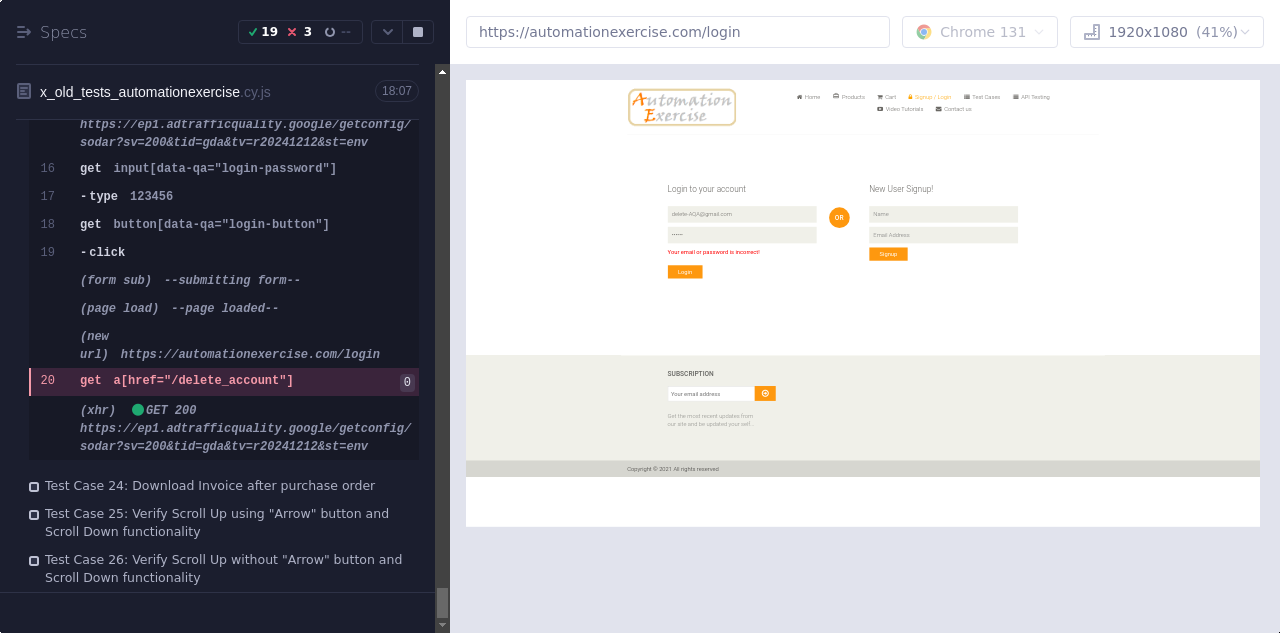 Specs
19
3
--
x_old_tests_automationexercise.cy.js
18:07
https://ep1.adtrafficquality.google/getconfig/
sodar?sv=200&tid=gda&tv=r20241212&st=env
16 get input[data-qa="login-password"]
17 -type 123456
18 get button[data-qa="login-button"]
19 -click
(form sub) --submitting form--
(page load) --page loaded--
(new
url) https://automationexercise.com/login
20 get a[href="/delete_account"] 0
(xhr) GET 200
https://ep1.adtrafficquality.google/getconfig/
sodar?sv=200&tid=gda&tv=r20241212&st=env
Test Case 24: Download Invoice after purchase order
Test Case 25: Verify Scroll Up using "Arrow" button and
Scroll Down functionality
Test Case 26: Verify Scroll Up without "Arrow" button and
Scroll Down functionality
https://automationexercise.com/login
Chrome 131
1920x1080 (41%)
Automation
Exercise
Home Products Cart Signup / Login Test Cases API Testing
Video Tutorials Contact us
Login to your account
delete-AQA@gmail.com
······
Your email or password is incorrect!
Login
OR
New User Signup!
Name
Email Address
Signup
SUBSCRIPTION
Your email address
Get the most recent updates from
our site and be updated your self...
Copyright © 2021 All rights reserved